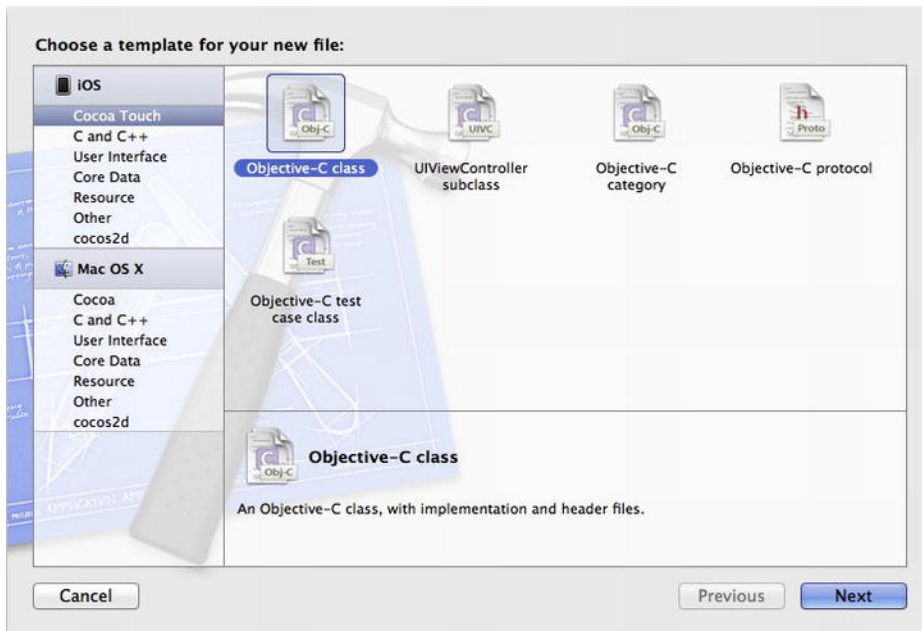 Choose a template for your new file:
iOS
Cocoa Touch
C and C++
User Interface
Core Data
Resource
Other
cocos2d
Mac OS X
Cocoa
C and C++
User Interface
Core Data
Resource
Other
cocos2d
C
Obj-C
Objective-C class
C
UIVC
UIViewController
subclass
C
Obj-C
Objective-C
category
h
Proto
Objective-C protocol
C
Test
Objective-C test
case class
C
Obj-C
Objective-C class
An Objective-C class, with implementation and header files.
Cancel
Previous
Next